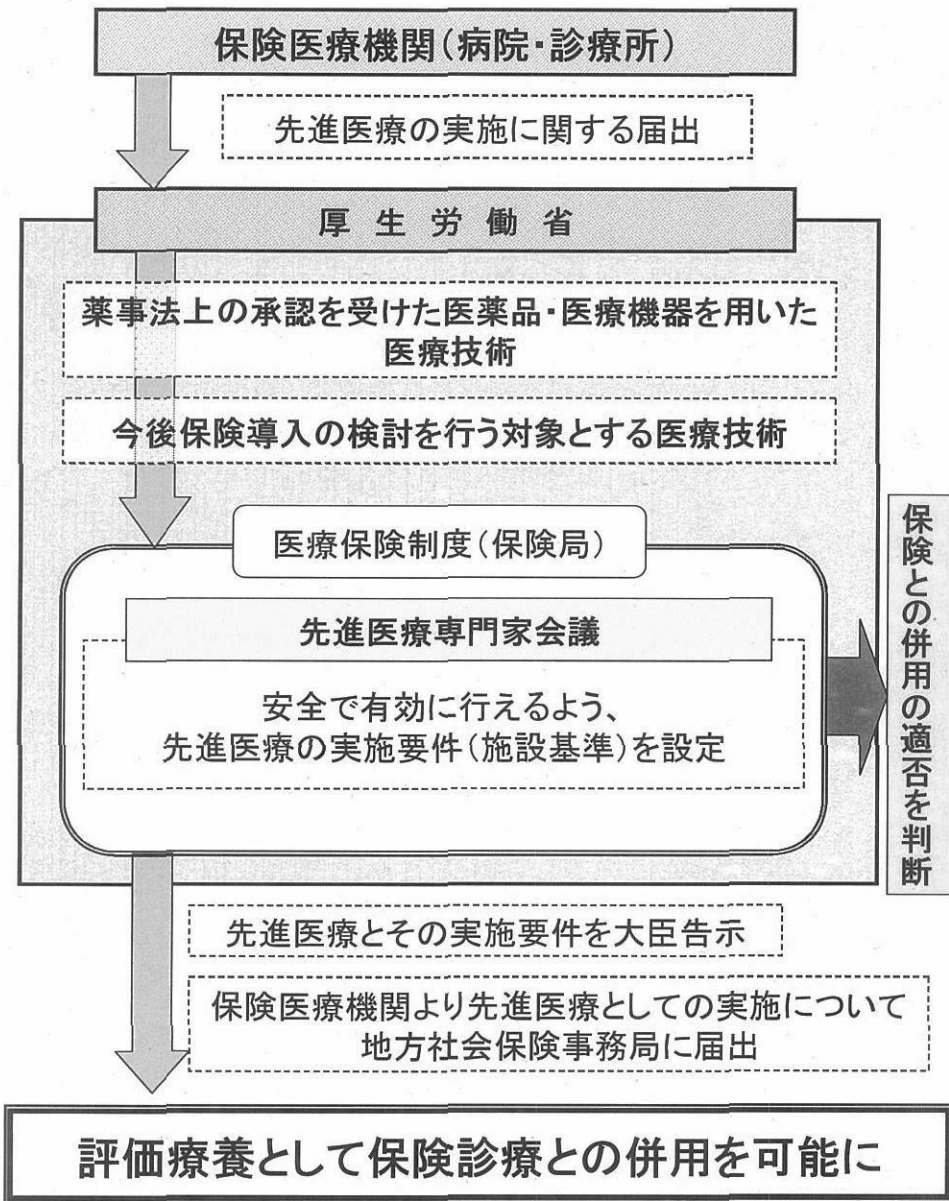 保険医療機関(病院・診療所)
先進医療の実施に関する届出
厚生労働省
薬事法上の承認を受けた医薬品・医療機器を用いた
医療技術
今後保険導入の検討を行う対象とする医療技術
医療保険制度(保険局)
先進医療専門家会議
安全で有効に行えるよう、
先進医療の実施要件(施設基準)を設定
保険との併用の適否を判断
先進医療とその実施要件を大臣告示
保険医療機関より先進医療としての実施について
地方社会保険事務局に届出
評価療養として保険診療との併用を可能に